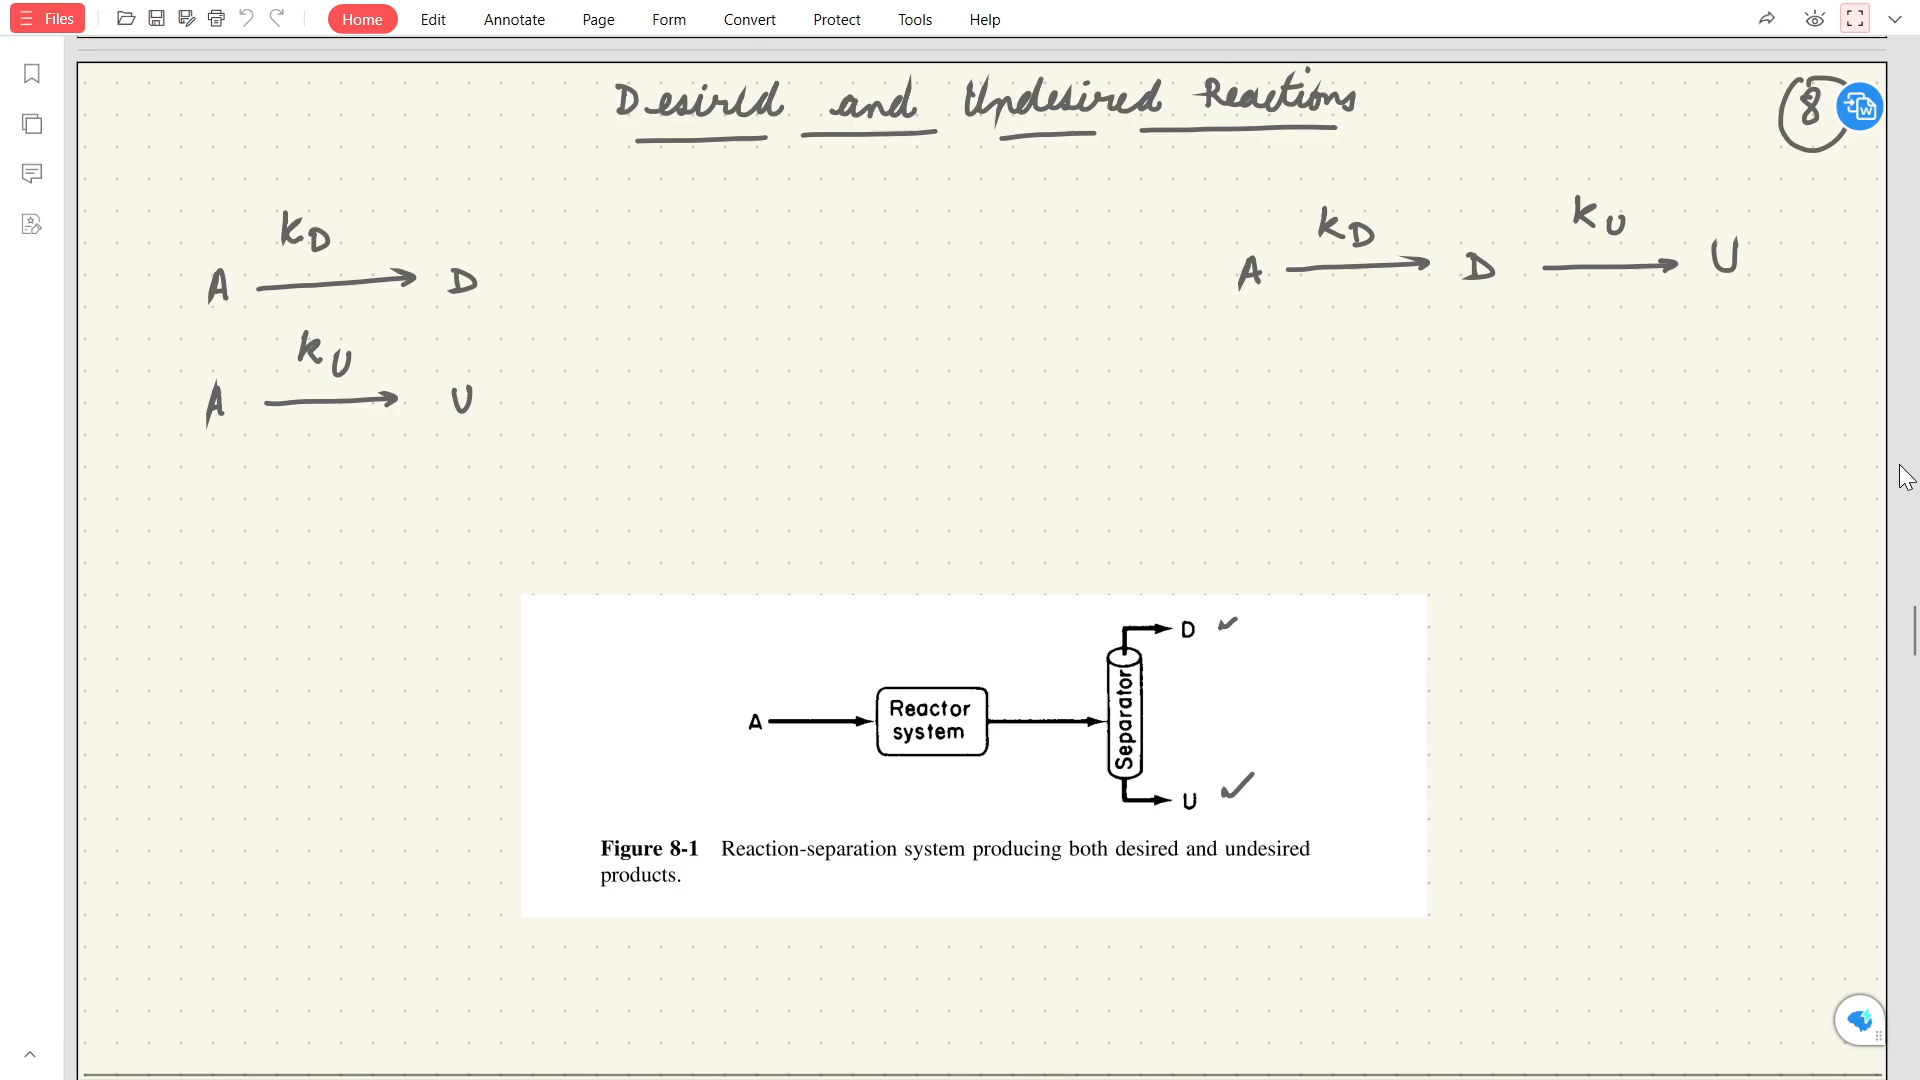 Files Home Edit Annotate Page Form Convert Protect Tools Help
Desired and Undesired Reactions
8
W
kD
A → D
kU
A → U
kD kU
A → D → U
D ✓
A
Reactor
system
Separator
U ✓
Figure 8-1 Reaction-separation system producing both desired and undesired
products.